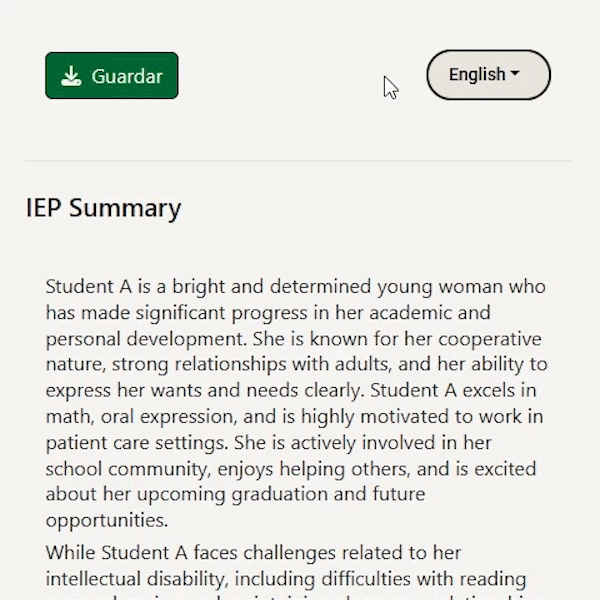 Guardar
English
IEP Summary
Student A is a bright and determined young woman who
has made significant progress in her academic and
personal development. She is known for her cooperative
nature, strong relationships with adults, and her ability to
express her wants and needs clearly. Student A excels in
math, oral expression, and is highly motivated to work in
patient care settings. She is actively involved in her
school community, enjoys helping others, and is excited
about her upcoming graduation and future
opportunities.
While Student A faces challenges related to her
intellectual disability, including difficulties with reading